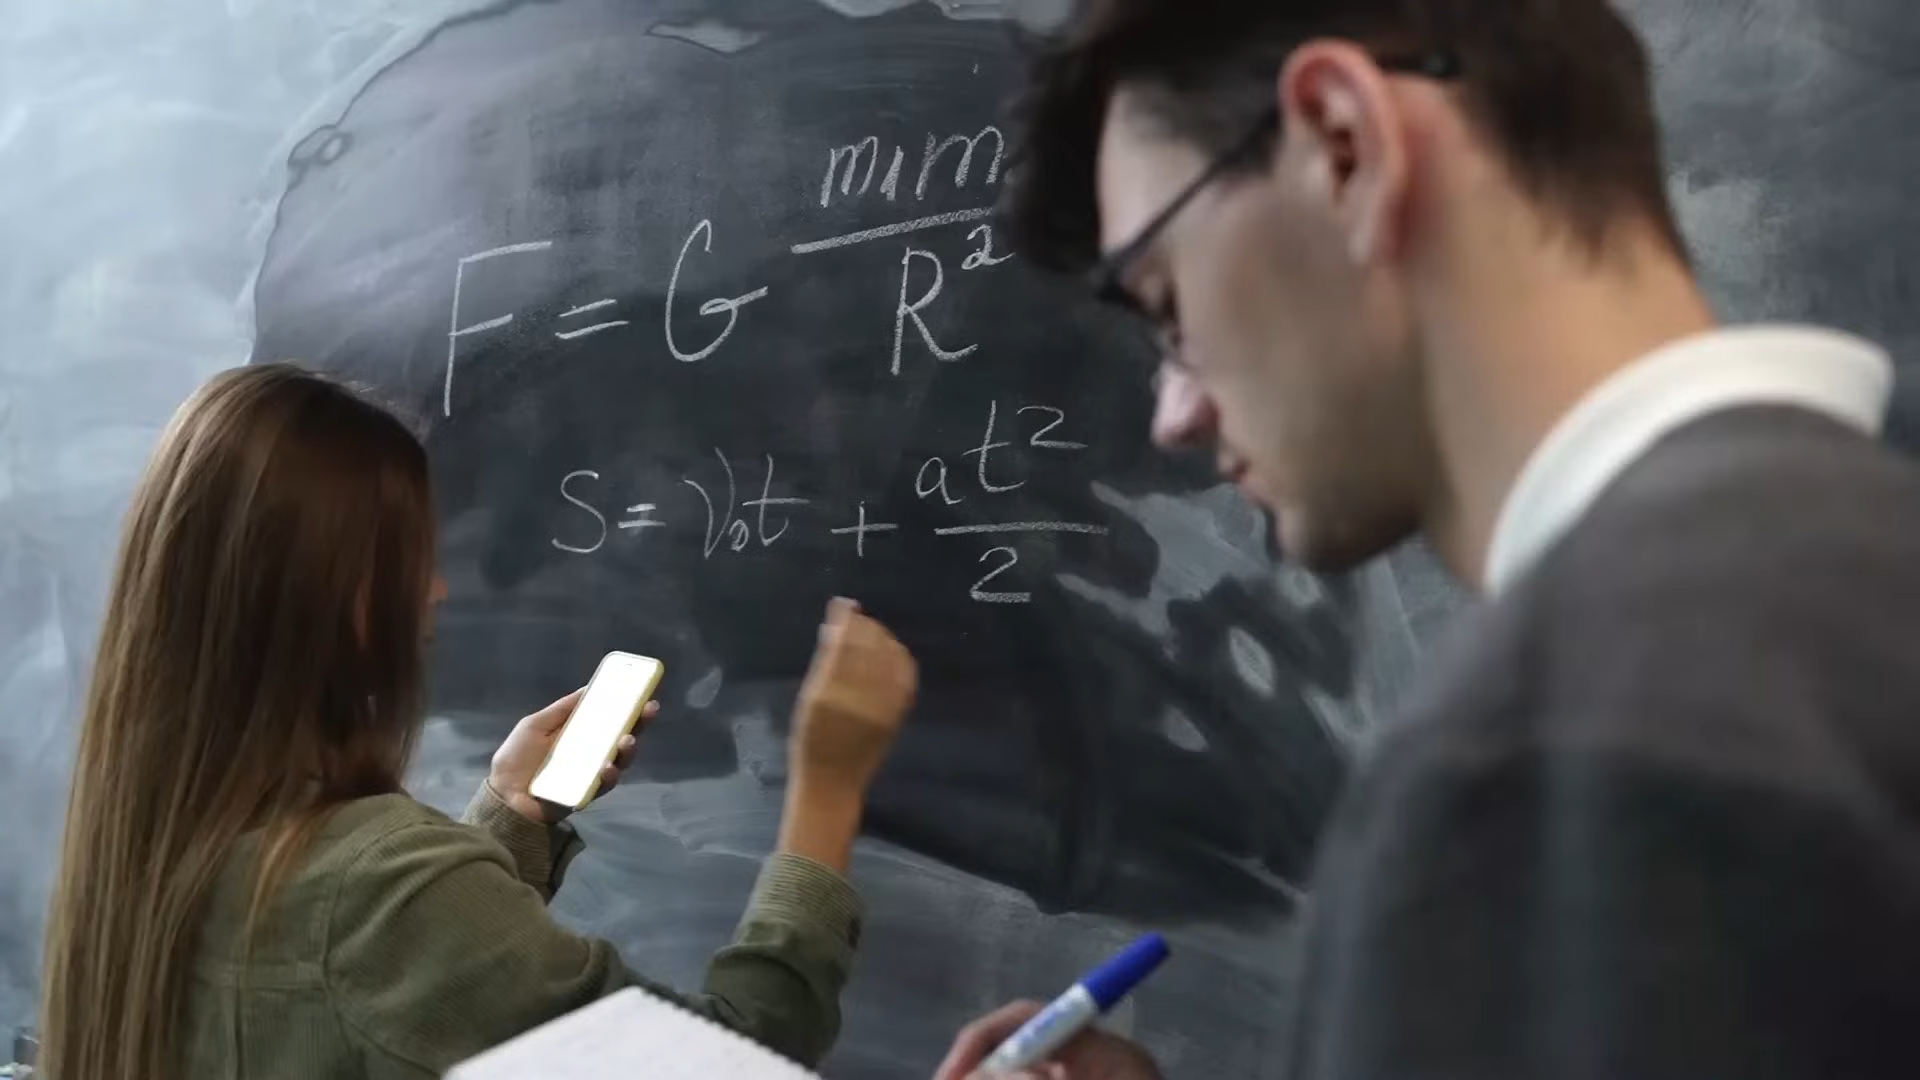 F = G m₁m/R²
S = V₀t + at²/2